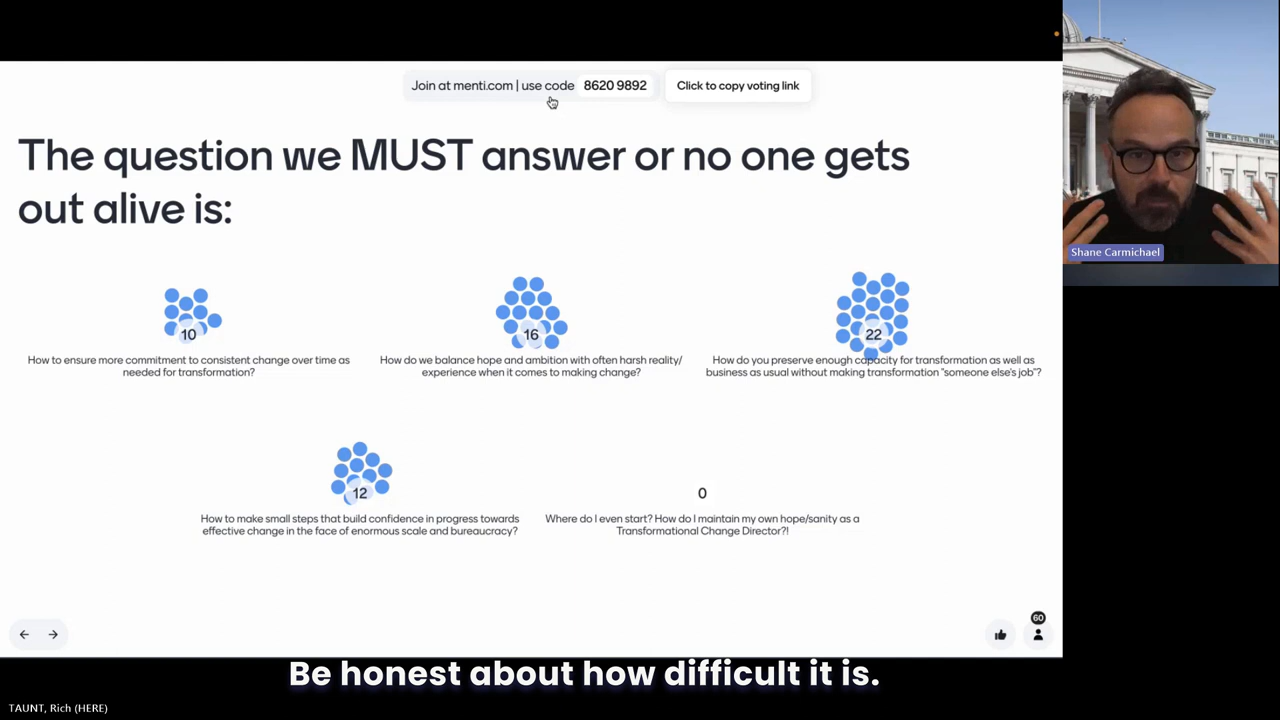 Join at menti.com | use code 8620 9892 Click to copy voting link
The question we MUST answer or no one gets
out alive is:
10
How to ensure more commitment to consistent change over time as
needed for transformation?
16
How do we balance hope and ambition with often harsh reality/
experience when it comes to making change?
22
How do you preserve enough capacity for transformation as well as
business as usual without making transformation "someone else's job"?
12
How to make small steps that build confidence in progress towards
effective change in the face of enormous scale and bureaucracy?
0
Where do I even start? How do I maintain my own hope/sanity as a
Transformational Change Director?!
60
Shane Carmichael
Be honest about how difficult it is.
TAUNT, Rich (HERE)